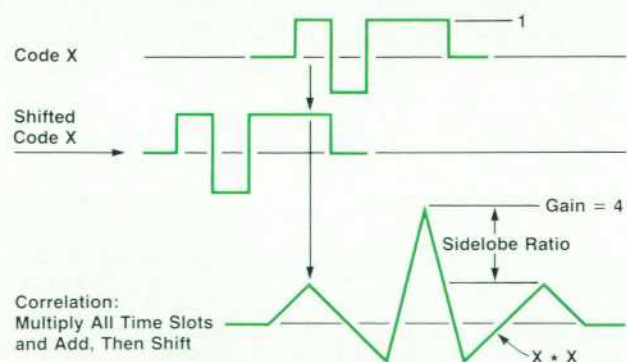 1
Code X
Shifted
Code X
Gain = 4
Sidelobe Ratio
Correlation:
Multiply All Time Slots
and Add, Then Shift
X * X